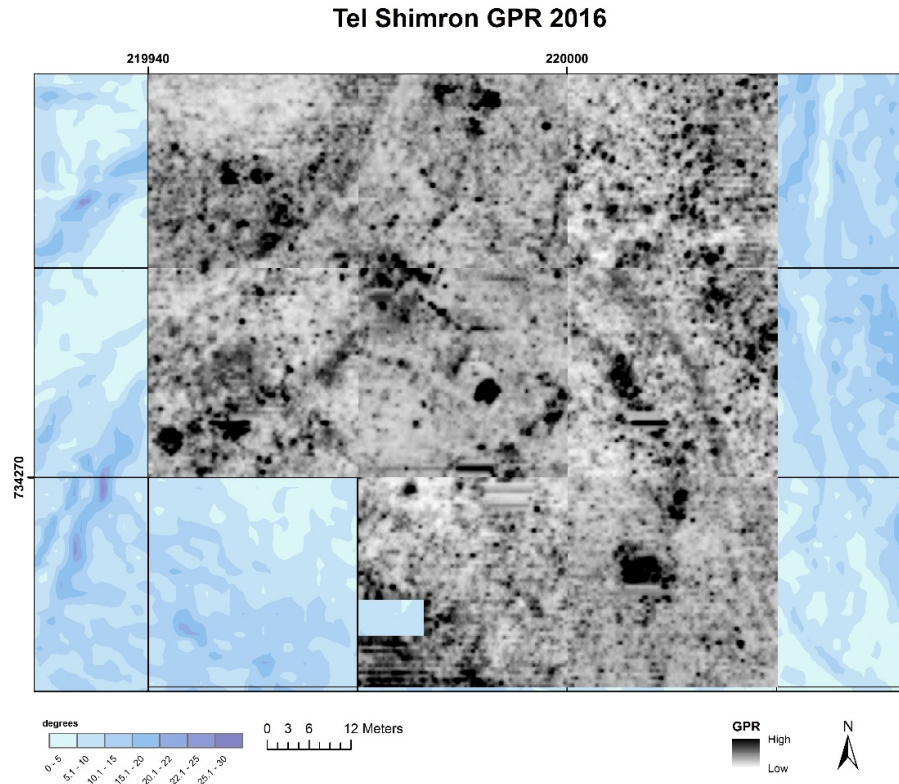 Tel Shimron GPR 2016
219940 220000
734270
degrees
0 - 5
5.1 - 10
10.1 - 15
15.1 - 20
20.1 - 22
22.1 - 25
25.1 - 30
0 3 6 12 Meters
GPR
High
Low
N